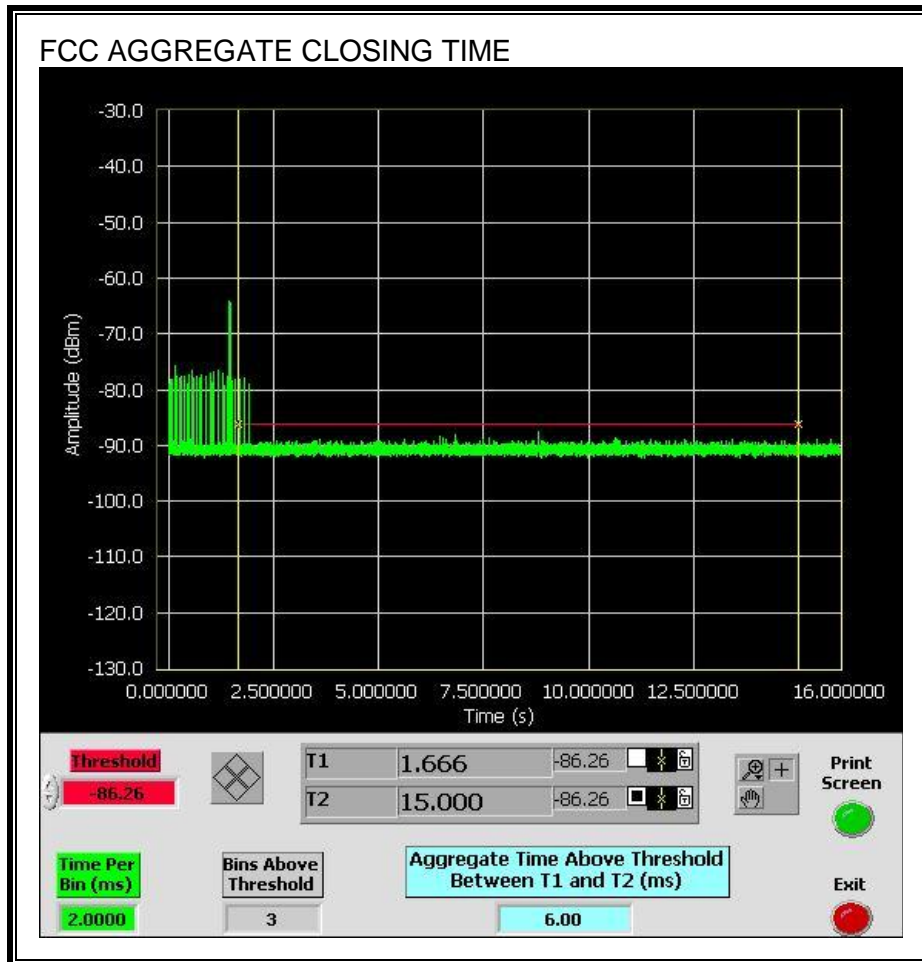 FCC AGGREGATE CLOSING TIME
-30.0
-40.0
-50.0
-60.0
-70.0
-80.0
-90.0
-100.0
-110.0
-120.0
-130.0
Amplitude (dBm)
0.000000 2.500000 5.000000 7.500000 10.000000 12.500000 16.000000
Time (s)
Threshold
-86.26
T1 1.666 -86.26
T2 15.000 -86.26
Print
Screen
Time Per
Bin (ms)
2.0000
Bins Above
Threshold
3
Aggregate Time Above Threshold
Between T1 and T2 (ms)
6.00
Exit